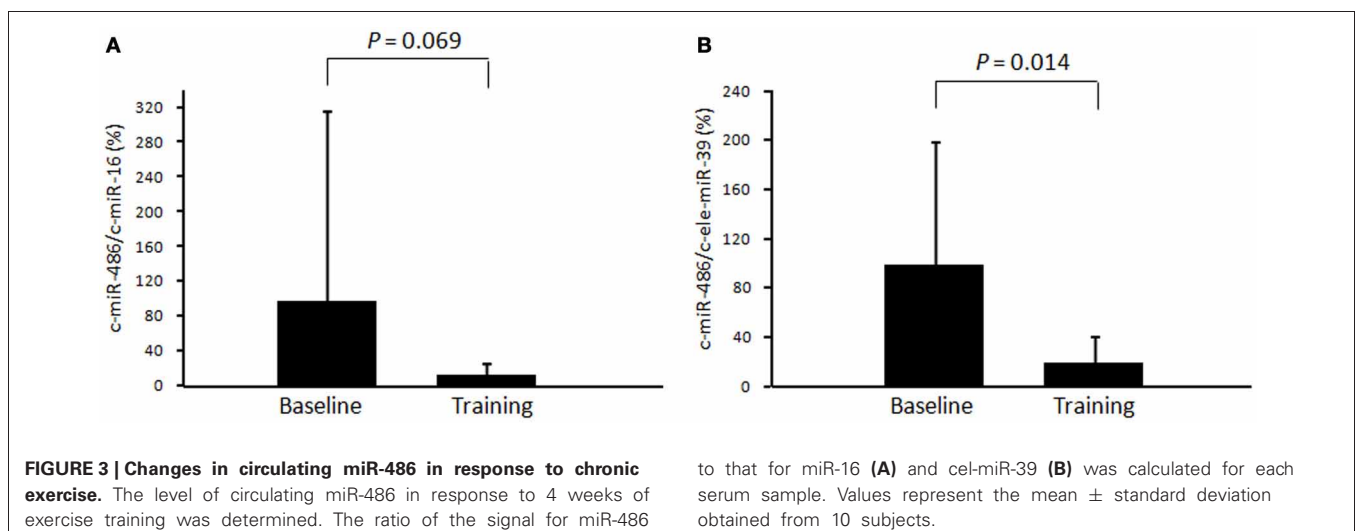 A
P = 0.069
c-miR-486/c-miR-16 (%)
320
280
240
200
160
120
80
40
0
Baseline Training
B
P = 0.014
c-miR-486/c-ele-miR-39 (%)
240
200
160
120
80
40
0
Baseline Training
FIGURE 3 | Changes in circulating miR-486 in response to chronic
exercise. The level of circulating miR-486 in response to 4 weeks of
exercise training was determined. The ratio of the signal for miR-486
to that for miR-16 (A) and cel-miR-39 (B) was calculated for each
serum sample. Values represent the mean ± standard deviation
obtained from 10 subjects.